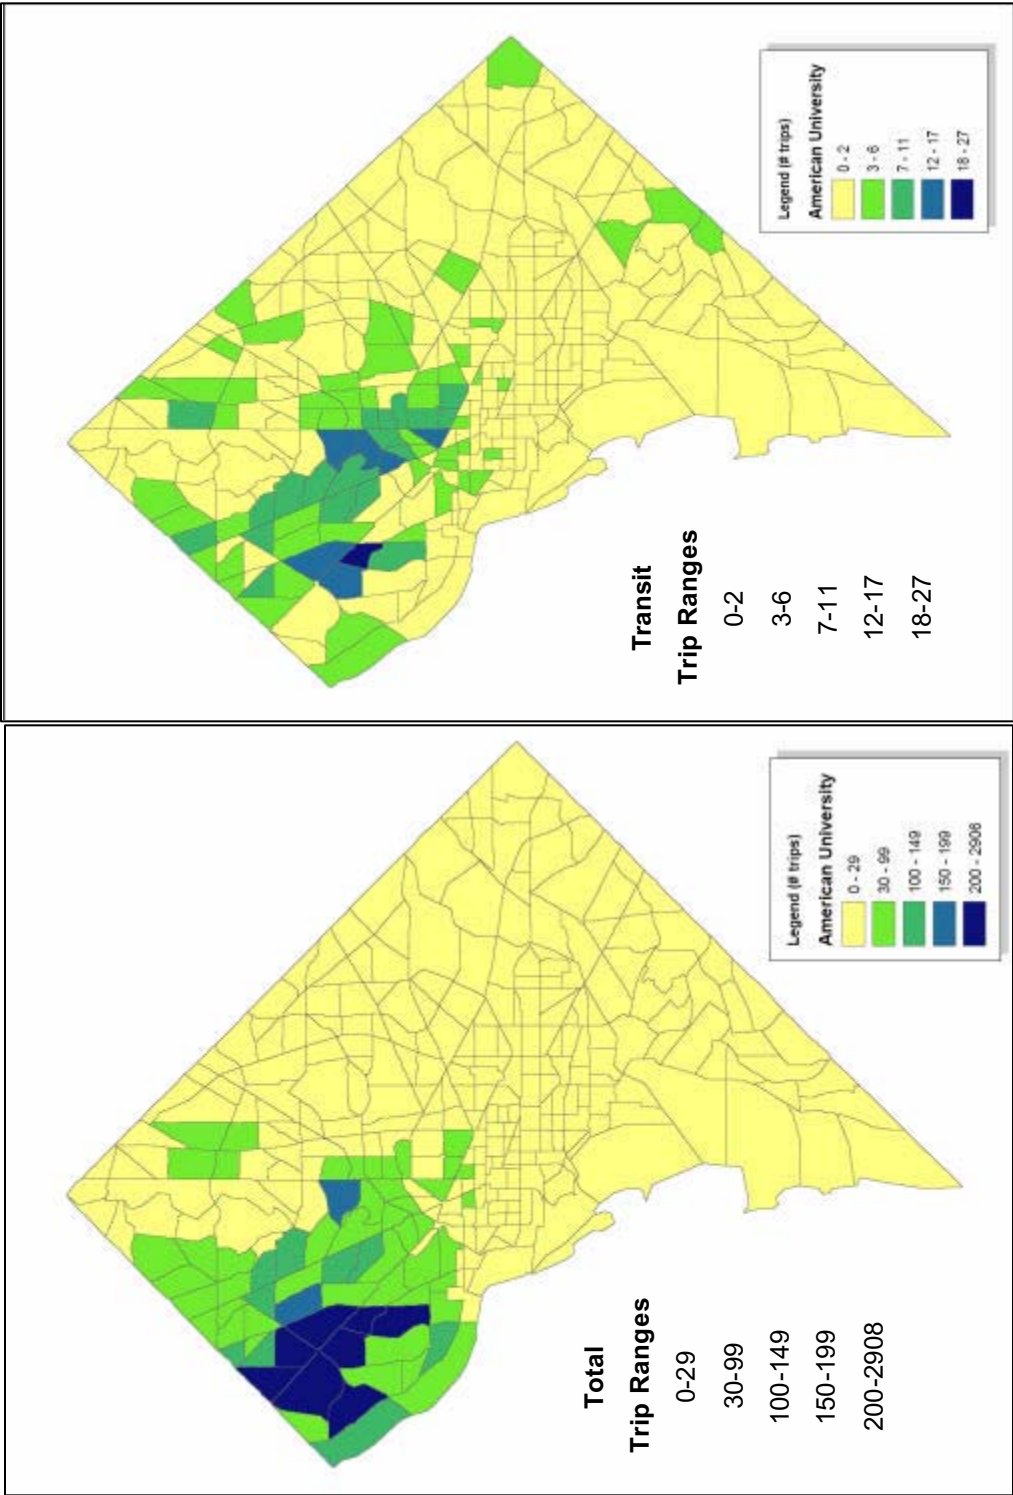 Total
Trip Ranges
0-29
30-99
100-149
150-199
200-2908
Legend (# trips)
American University
0 - 29
30 - 99
100 - 149
150 - 199
200 - 2908
Transit
Trip Ranges
0-2
3-6
7-11
12-17
18-27
Legend (# trips)
American University
0 - 2
3 - 6
7 - 11
12 - 17
18 - 27